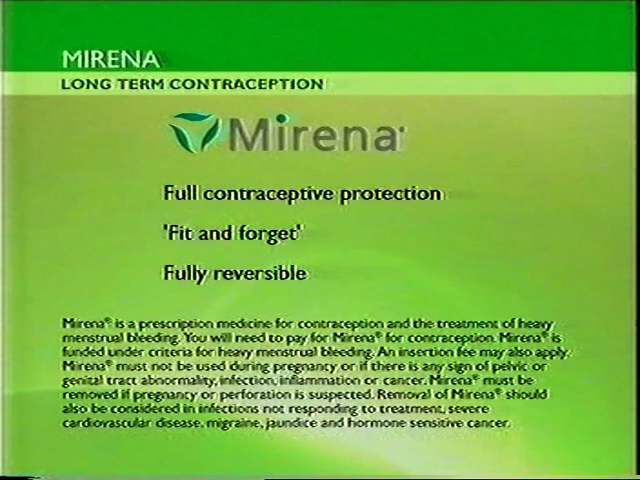 MIRENA
LONG TERM CONTRACEPTION
Mirena®
Full contraceptive protection
'Fit and forget'
Fully reversible
Mirena® is a prescription medicine for contraception and the treatment of heavy
menstrual bleeding. You will need to pay for Mirena® for contraception. Mirena® is
funded under criteria for heavy menstrual bleeding. An insertion fee may also apply.
Mirena® must not be used during pregnancy or if there is any sign of pelvic or
genital tract abnormality, infection, inflammation or cancer. Mirena® must be
removed if pregnancy or perforation is suspected. Removal of Mirena® should
also be considered in infections not responding to treatment, severe
cardiovascular disease, migraine, jaundice and hormone sensitive cancer.